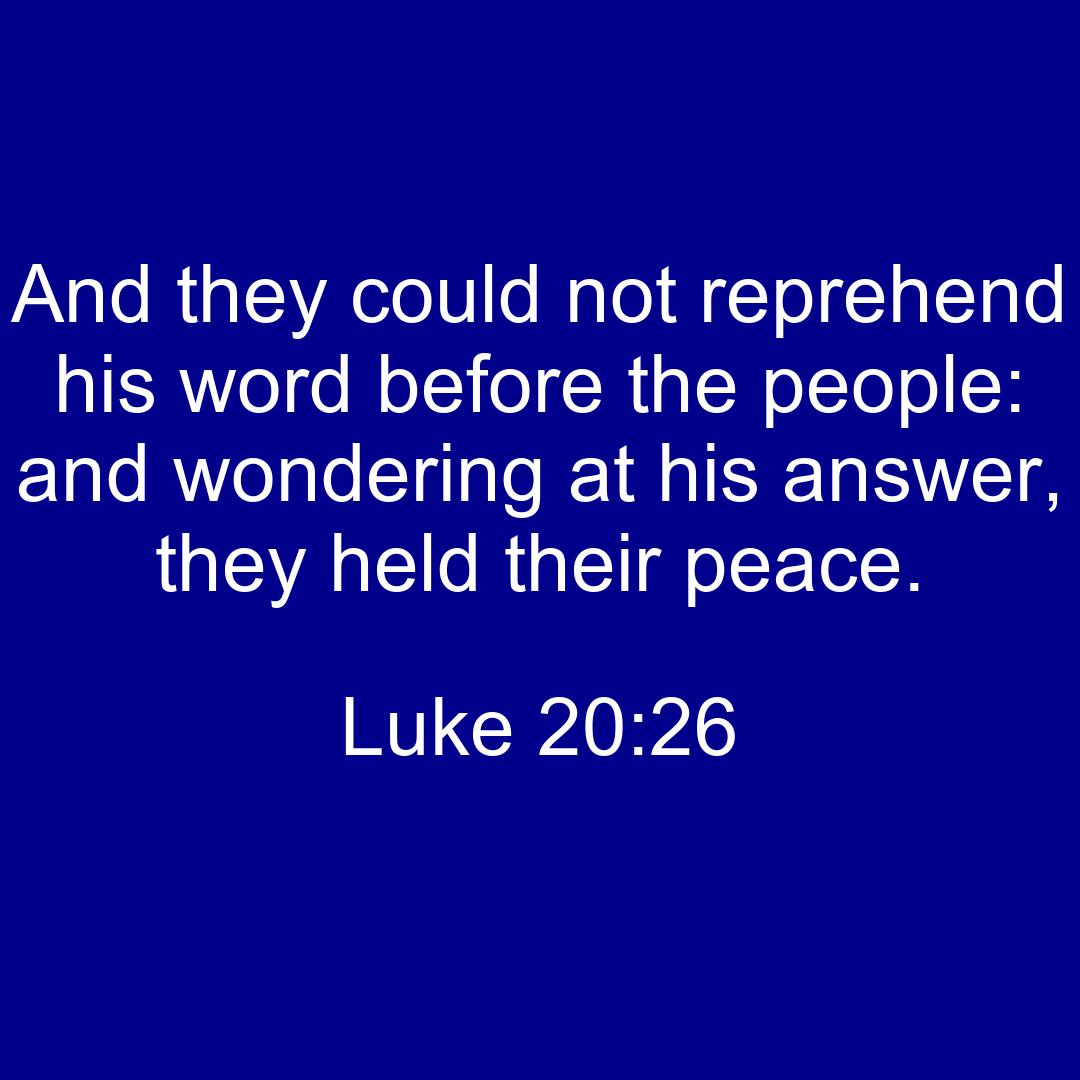 And they could not reprehend
his word before the people:
and wondering at his answer,
they held their peace.
Luke 20:26